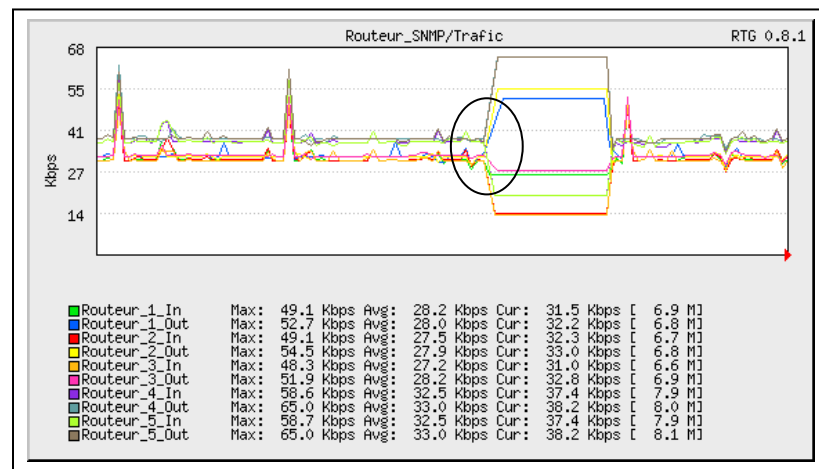 Routeur_SNMP/Trafic
RTG 0.8.1
68
55
41
27
14
Kbps
Routeur_1_In Max: 49.1 Kbps Avg: 28.2 Kbps Cur: 31.5 Kbps [ 6.9 M]
Routeur_1_Out Max: 52.7 Kbps Avg: 28.0 Kbps Cur: 32.2 Kbps [ 6.8 M]
Routeur_2_In Max: 49.1 Kbps Avg: 27.5 Kbps Cur: 32.3 Kbps [ 6.7 M]
Routeur_2_Out Max: 54.5 Kbps Avg: 27.9 Kbps Cur: 33.0 Kbps [ 6.8 M]
Routeur_3_In Max: 48.3 Kbps Avg: 27.2 Kbps Cur: 31.0 Kbps [ 6.6 M]
Routeur_3_Out Max: 51.9 Kbps Avg: 28.2 Kbps Cur: 32.8 Kbps [ 6.9 M]
Routeur_4_In Max: 58.6 Kbps Avg: 32.5 Kbps Cur: 37.4 Kbps [ 7.9 M]
Routeur_4_Out Max: 65.0 Kbps Avg: 33.0 Kbps Cur: 38.2 Kbps [ 8.0 M]
Routeur_5_In Max: 58.7 Kbps Avg: 32.5 Kbps Cur: 37.4 Kbps [ 7.9 M]
Routeur_5_Out Max: 65.0 Kbps Avg: 33.0 Kbps Cur: 38.2 Kbps [ 8.1 M]